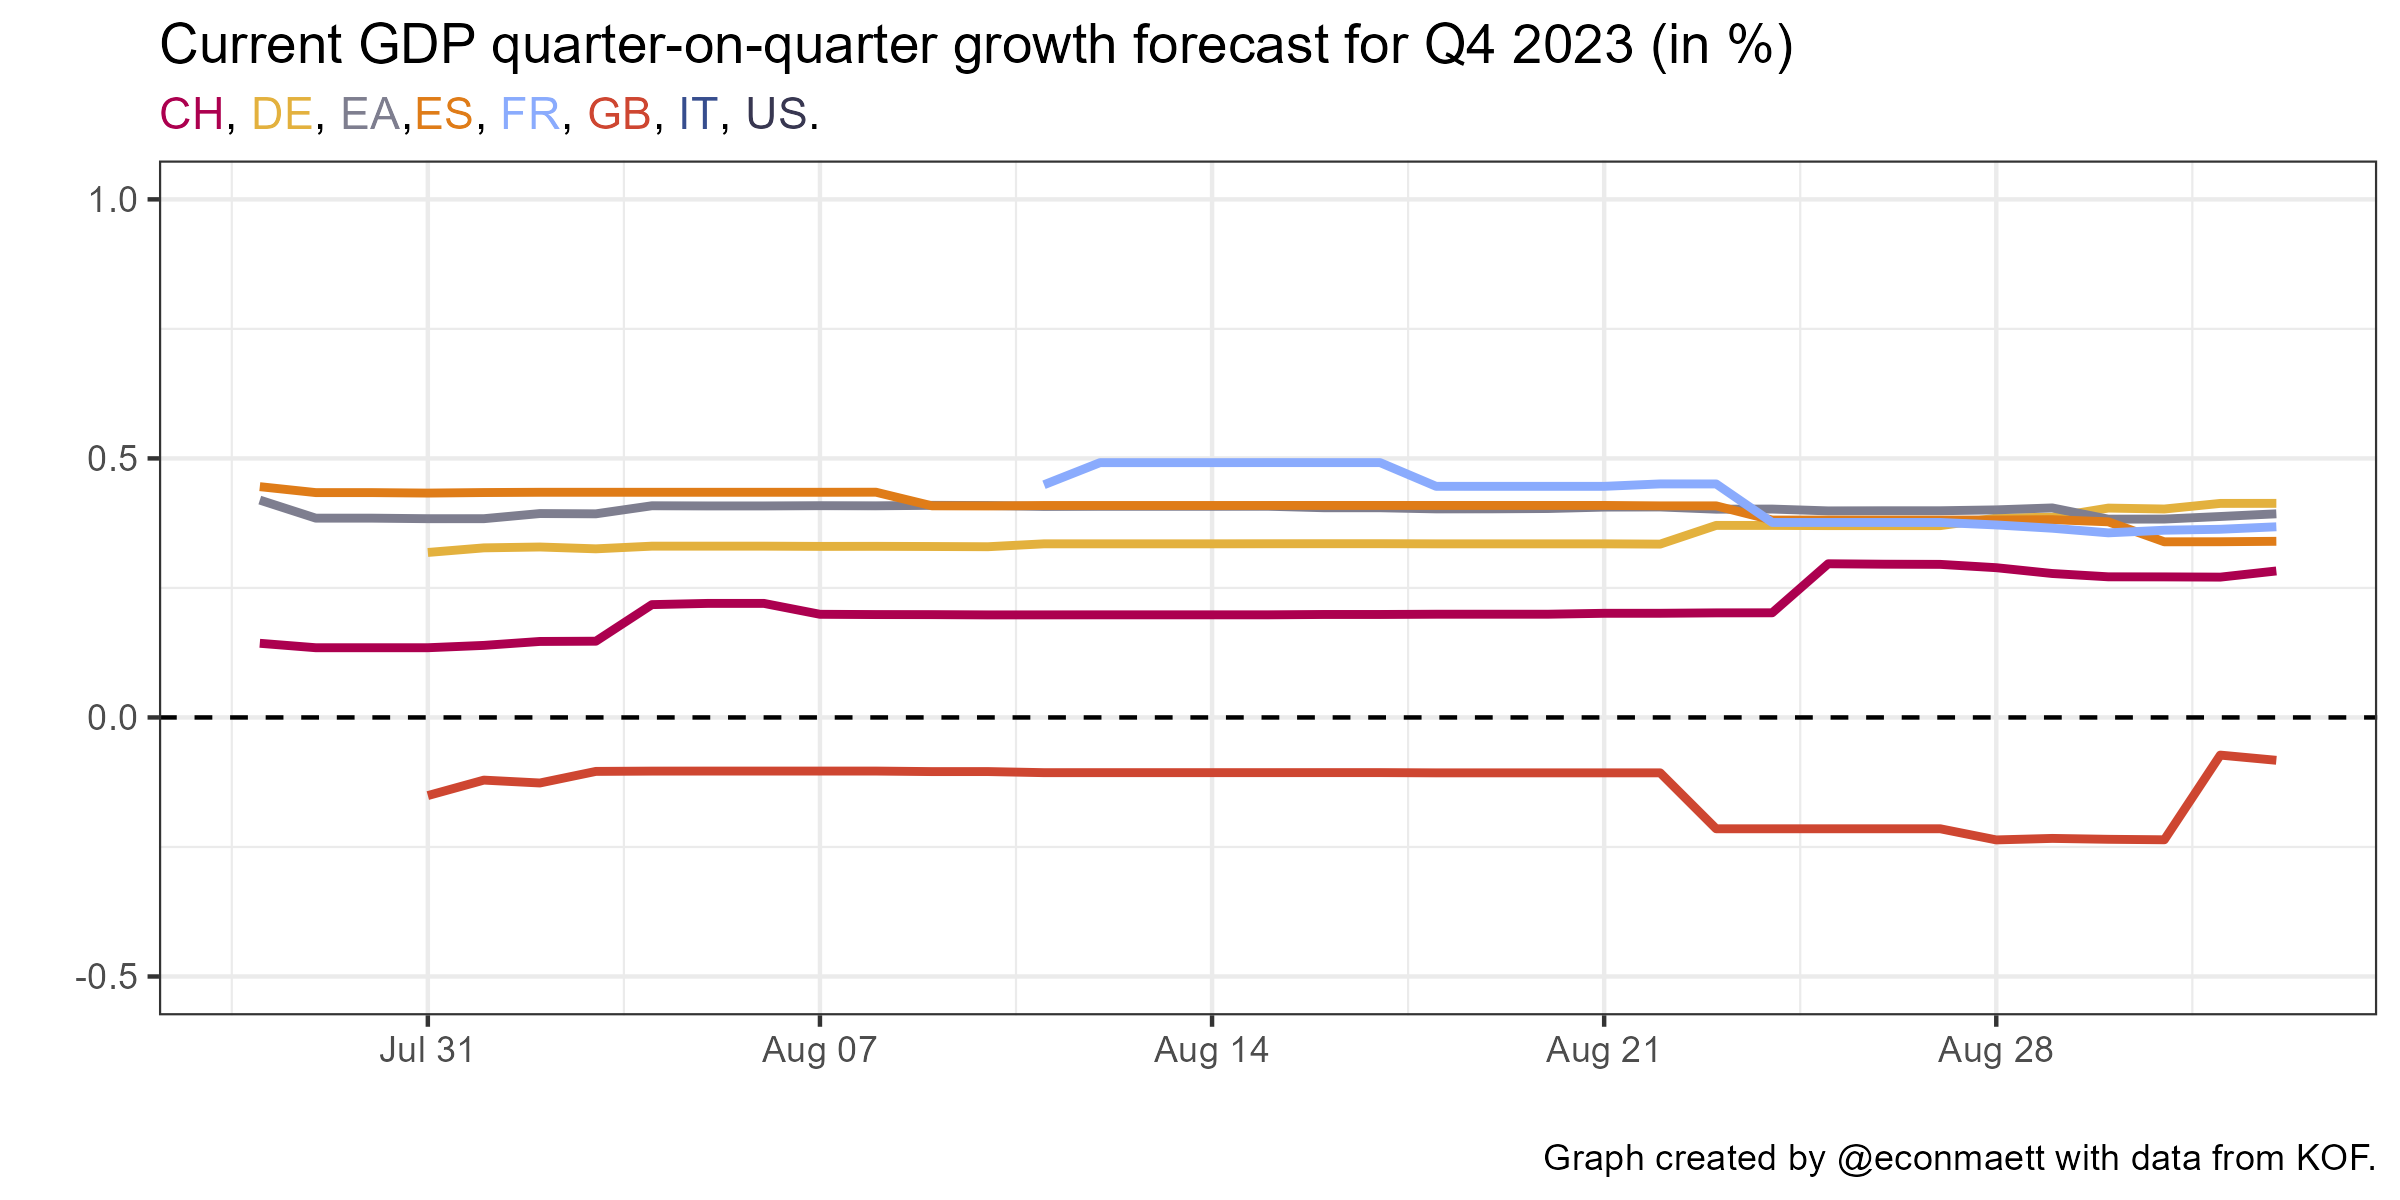 Current GDP quarter-on-quarter growth forecast for Q4 2023 (in %)
CH, DE, EA,ES, FR, GB, IT, US.
1.0
0.5
0.0
-0.5
Jul 31 Aug 07 Aug 14 Aug 21 Aug 28
Graph created by @econmaett with data from KOF.